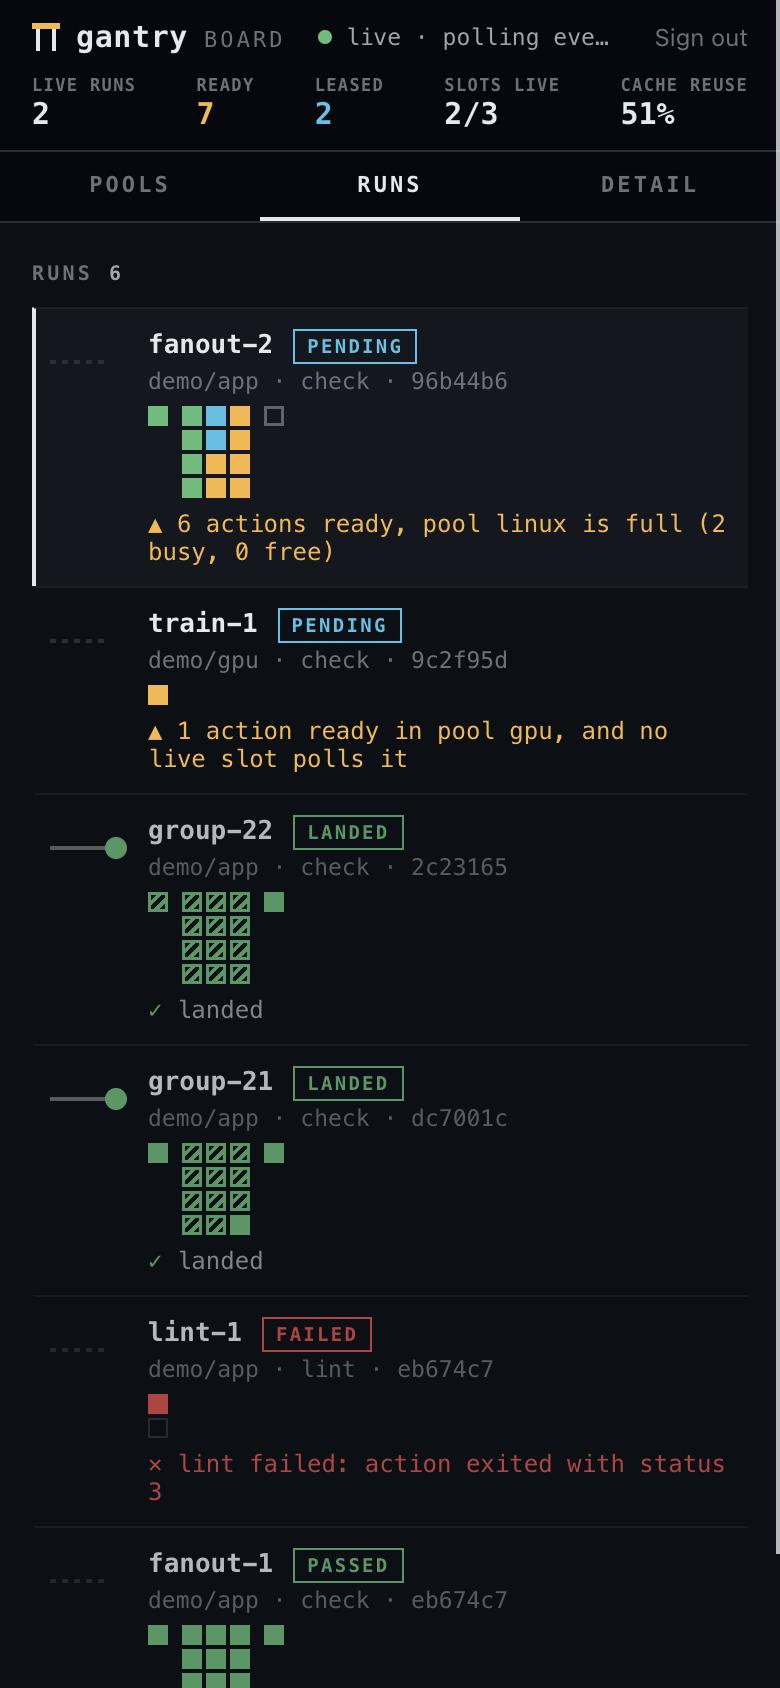 gantry BOARD ● live · polling eve… Sign out
LIVE RUNS READY LEASED SLOTS LIVE CACHE REUSE
2 7 2 2/3 51%
POOLS RUNS DETAIL
RUNS 6
fanout-2 PENDING
demo/app · check · 96b44b6
▲ 6 actions ready, pool linux is full (2
busy, 0 free)
train-1 PENDING
demo/gpu · check · 9c2f95d
▲ 1 action ready in pool gpu, and no
live slot polls it
group-22 LANDED
demo/app · check · 2c23165
✓ landed
group-21 LANDED
demo/app · check · dc7001c
✓ landed
lint-1 FAILED
demo/app · lint · eb674c7
× lint failed: action exited with status
3
fanout-1 PASSED
demo/app · check · eb674c7